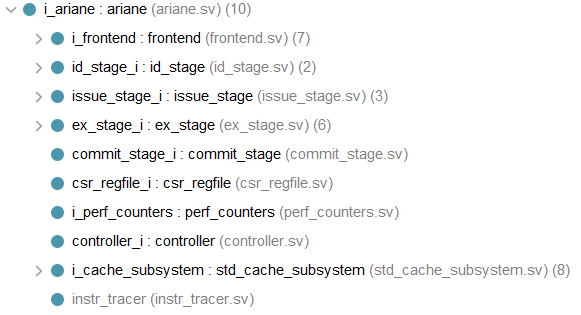 i_ariane : ariane (ariane.sv) (10)
i_frontend : frontend (frontend.sv) (7)
id_stage_i : id_stage (id_stage.sv) (2)
issue_stage_i : issue_stage (issue_stage.sv) (3)
ex_stage_i : ex_stage (ex_stage.sv) (6)
commit_stage_i : commit_stage (commit_stage.sv)
csr_regfile_i : csr_regfile (csr_regfile.sv)
i_perf_counters : perf_counters (perf_counters.sv)
controller_i : controller (controller.sv)
i_cache_subsystem : std_cache_subsystem (std_cache_subsystem.sv) (8)
instr_tracer (instr_tracer.sv)